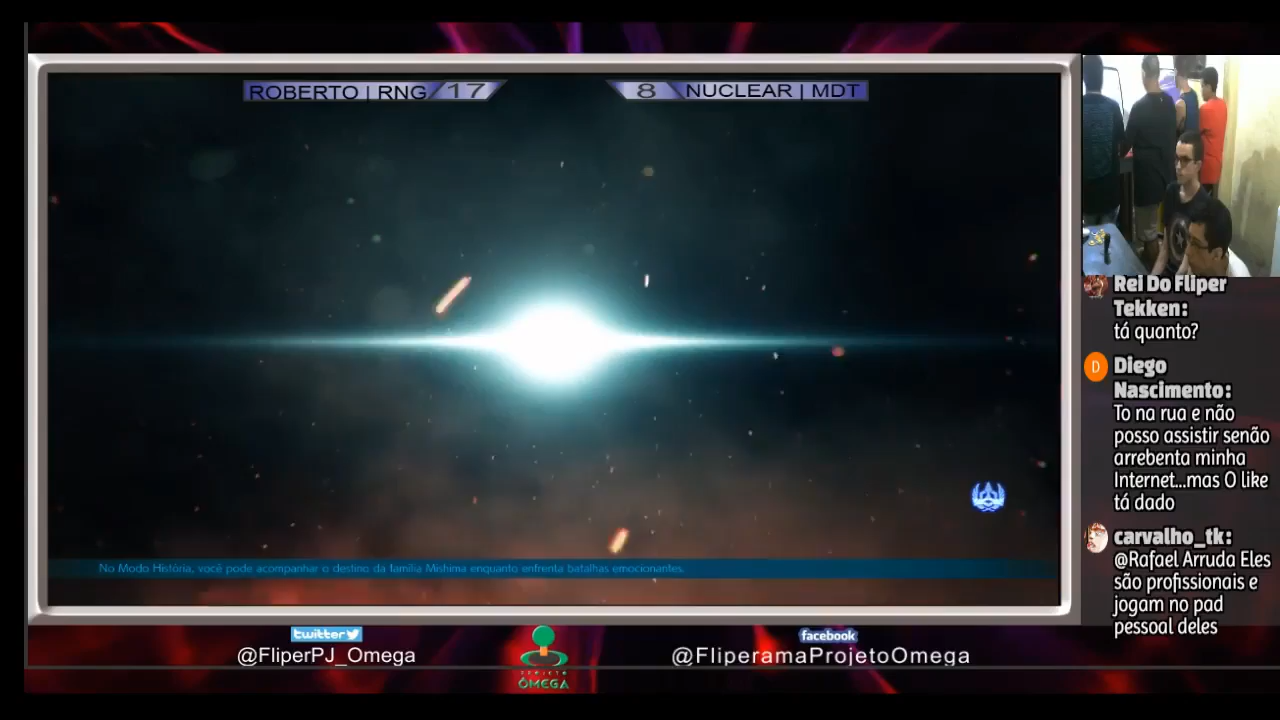 ROBERTO | RNG 17
8 NUCLEAR | MDT
No Modo História, você pode acompanhar o destino da família Mishima enquanto enfrenta batalhas emocionantes.
Rei Do Fliper
Tekken:
tá quanto?
D
Diego
Nascimento:
To na rua e não
posso assistir senão
arrebenta minha
Internet...mas O like
tá dado
carvalho_tk:
@Rafael Arruda Eles
são profissionais e
jogam no pad
pessoal deles
twitter
@FliperPJ_Omega
PROJETO
ÔMEGA
facebook
@FliperamaProjetoOmega